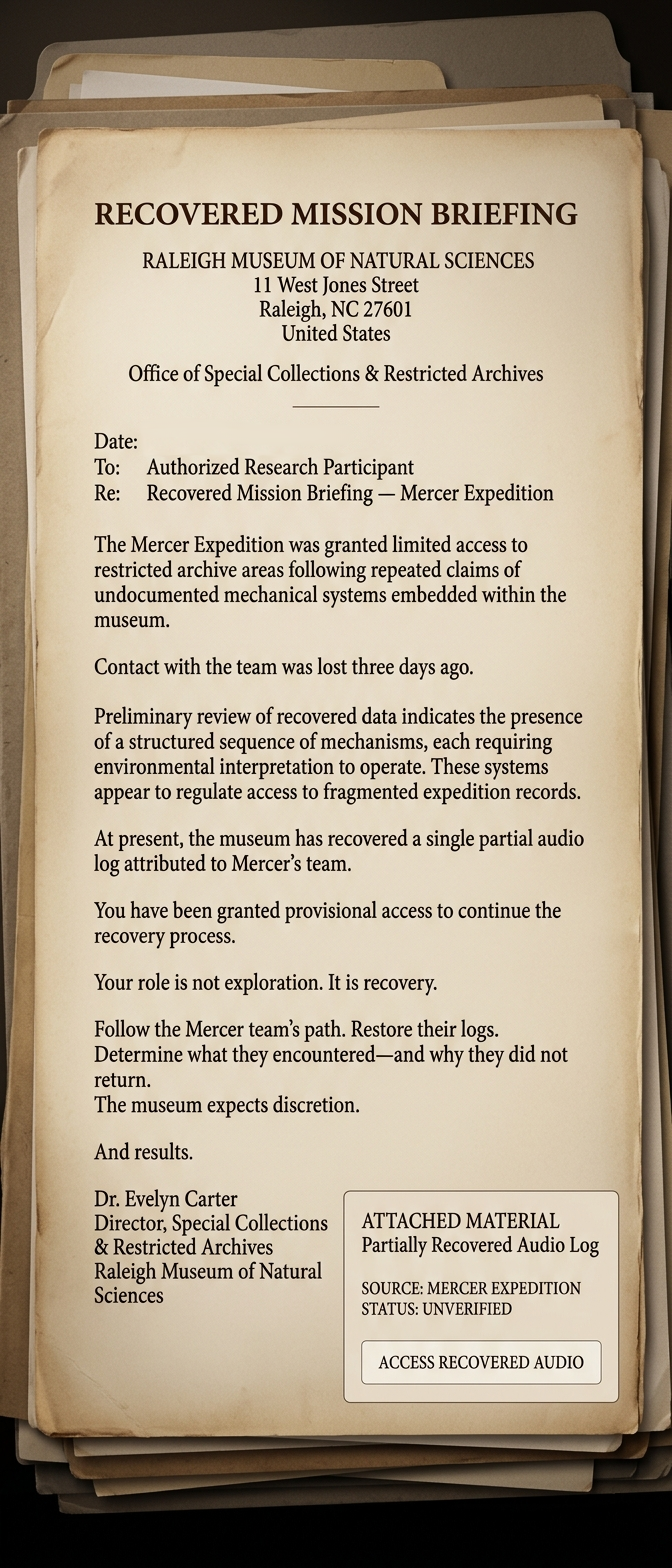 RECOVERED MISSION BRIEFING
RALEIGH MUSEUM OF NATURAL SCIENCES
11 West Jones Street
Raleigh, NC 27601
United States
Office of Special Collections & Restricted Archives
Date:
To: Authorized Research Participant
Re: Recovered Mission Briefing — Mercer Expedition
The Mercer Expedition was granted limited access to
restricted archive areas following repeated claims of
undocumented mechanical systems embedded within the
museum.
Contact with the team was lost three days ago.
Preliminary review of recovered data indicates the presence
of a structured sequence of mechanisms, each requiring
environmental interpretation to operate. These systems
appear to regulate access to fragmented expedition records.
At present, the museum has recovered a single partial audio
log attributed to Mercer’s team.
You have been granted provisional access to continue the
recovery process.
Your role is not exploration. It is recovery.
Follow the Mercer team’s path. Restore their logs.
Determine what they encountered—and why they did not
return.
The museum expects discretion.
And results.
Dr. Evelyn Carter
Director, Special Collections
& Restricted Archives
Raleigh Museum of Natural
Sciences
ATTACHED MATERIAL
Partially Recovered Audio Log
SOURCE: MERCER EXPEDITION
STATUS: UNVERIFIED
ACCESS RECOVERED AUDIO